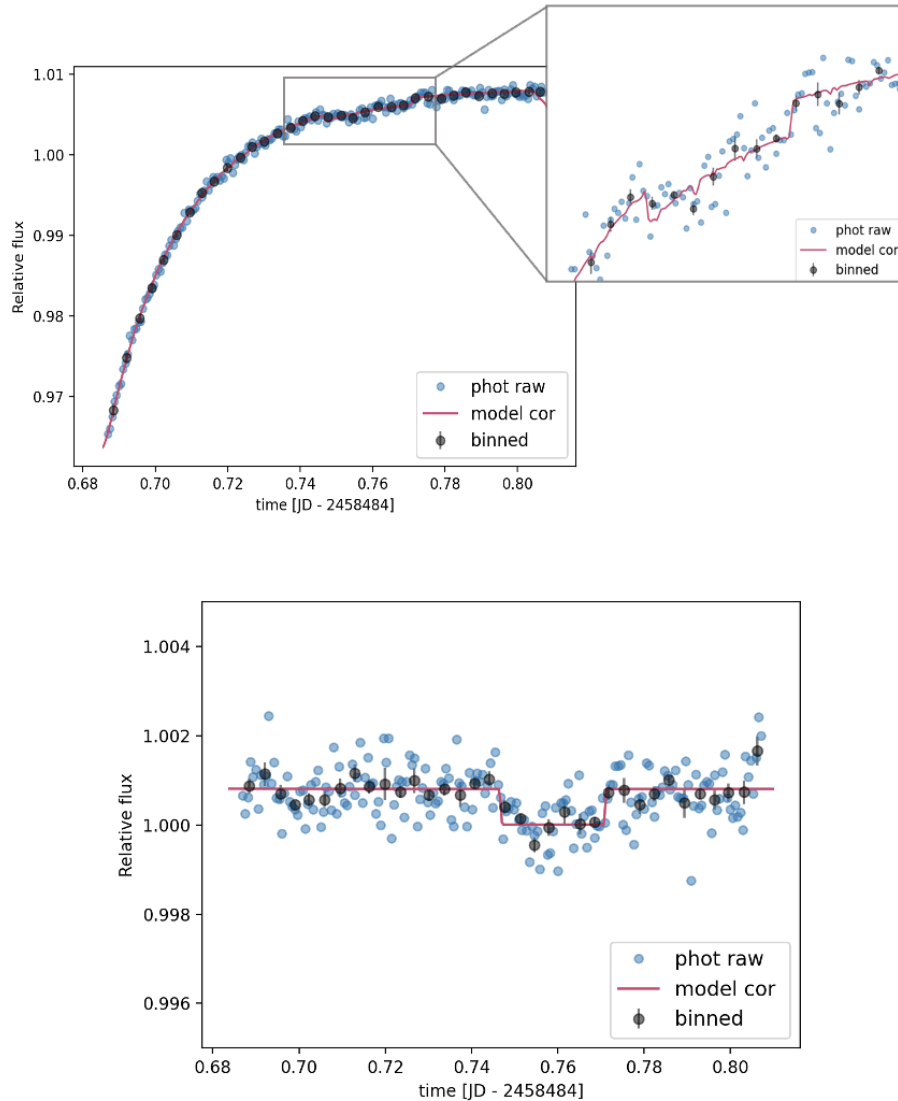 1.01
1.00
0.99
0.98
0.97
Relative flux
0.68 0.70 0.72 0.74 0.76 0.78 0.80
time [JD - 2458484]
phot raw
model cor
binned
phot raw
model cor
binned
1.004
1.002
1.000
0.998
0.996
Relative flux
0.68 0.70 0.72 0.74 0.76 0.78 0.80
time [JD - 2458484]
phot raw
model cor
binned